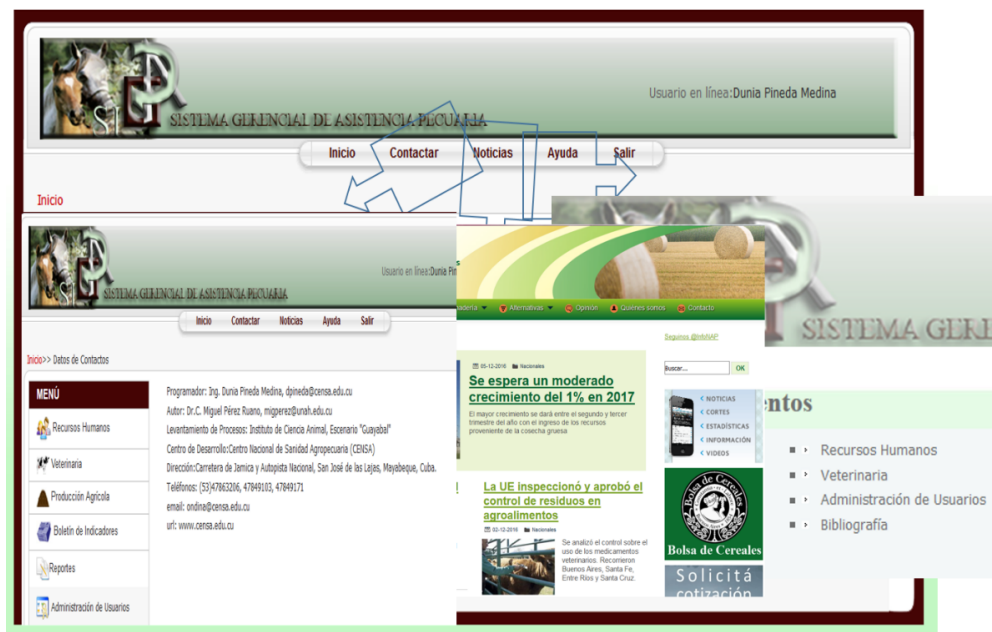 SISTEMA GERENCIAL DE ASISTENCIA PECUARIA
Usuario en línea:Dunia Pineda Medina
Inicio Contactar Noticias Ayuda Salir
Inicio
SISTEMA GERENCIAL DE ASISTENCIA PECUARIA
Usuario en línea:Dunia Pin
Inicio Contactar Noticias Ayuda Salir
Inicio>> Datos de Contactos
MENÚ
Recursos Humanos
Veterinaria
Producción Agrícola
Boletín de Indicadores
Reportes
Administración de Usuarios
Programador: Ing. Dunia Pineda Medina, dpineda@censa.edu.cu
Autor: Dr.C. Miguel Pérez Ruano, migperez@unah.edu.cu
Levantamiento de Procesos: Instituto de Ciencia Animal, Escenario "Guayabal"
Centro de Desarrollo:Centro Nacional de Sanidad Agropecuaria (CENSA)
Dirección:Carretera de Jamica y Autopista Nacional, San José de las Lajas, Mayabeque, Cuba.
Teléfonos: (53)47863206, 47849103, 47849171
email: ondina@censa.edu.cu
url: www.censa.edu.cu
adería Alternativas Opinión Quiénes somos Contacto
05-12-2016 Nacionales
Se espera un moderado
crecimiento del 1% en 2017
El mayor crecimiento se dará entre el segundo y tercer
trimestre del año con el ingreso de los recursos
proveniente de la cosecha gruesa
La UE inspeccionó y aprobó el
control de residuos en
agroalimentos
02-12-2016 Nacionales
Se analizó el control sobre el
uso de los medicamentos
veterinarios. Recorrieron
Buenos Aires, Santa Fe,
Entre Ríos y Santa Cruz.
Seguinos @InfoNAP
Buscar... OK
NOTICIAS
CORTES
ESTADÍSTICAS
INFORMACIÓN
VIDEOS
Bolsa de Cereales
Bolsa de Cereales
Solicitá
cotización
SISTEMA GERE
ntos
Recursos Humanos
Veterinaria
Administración de Usuarios
Bibliografía